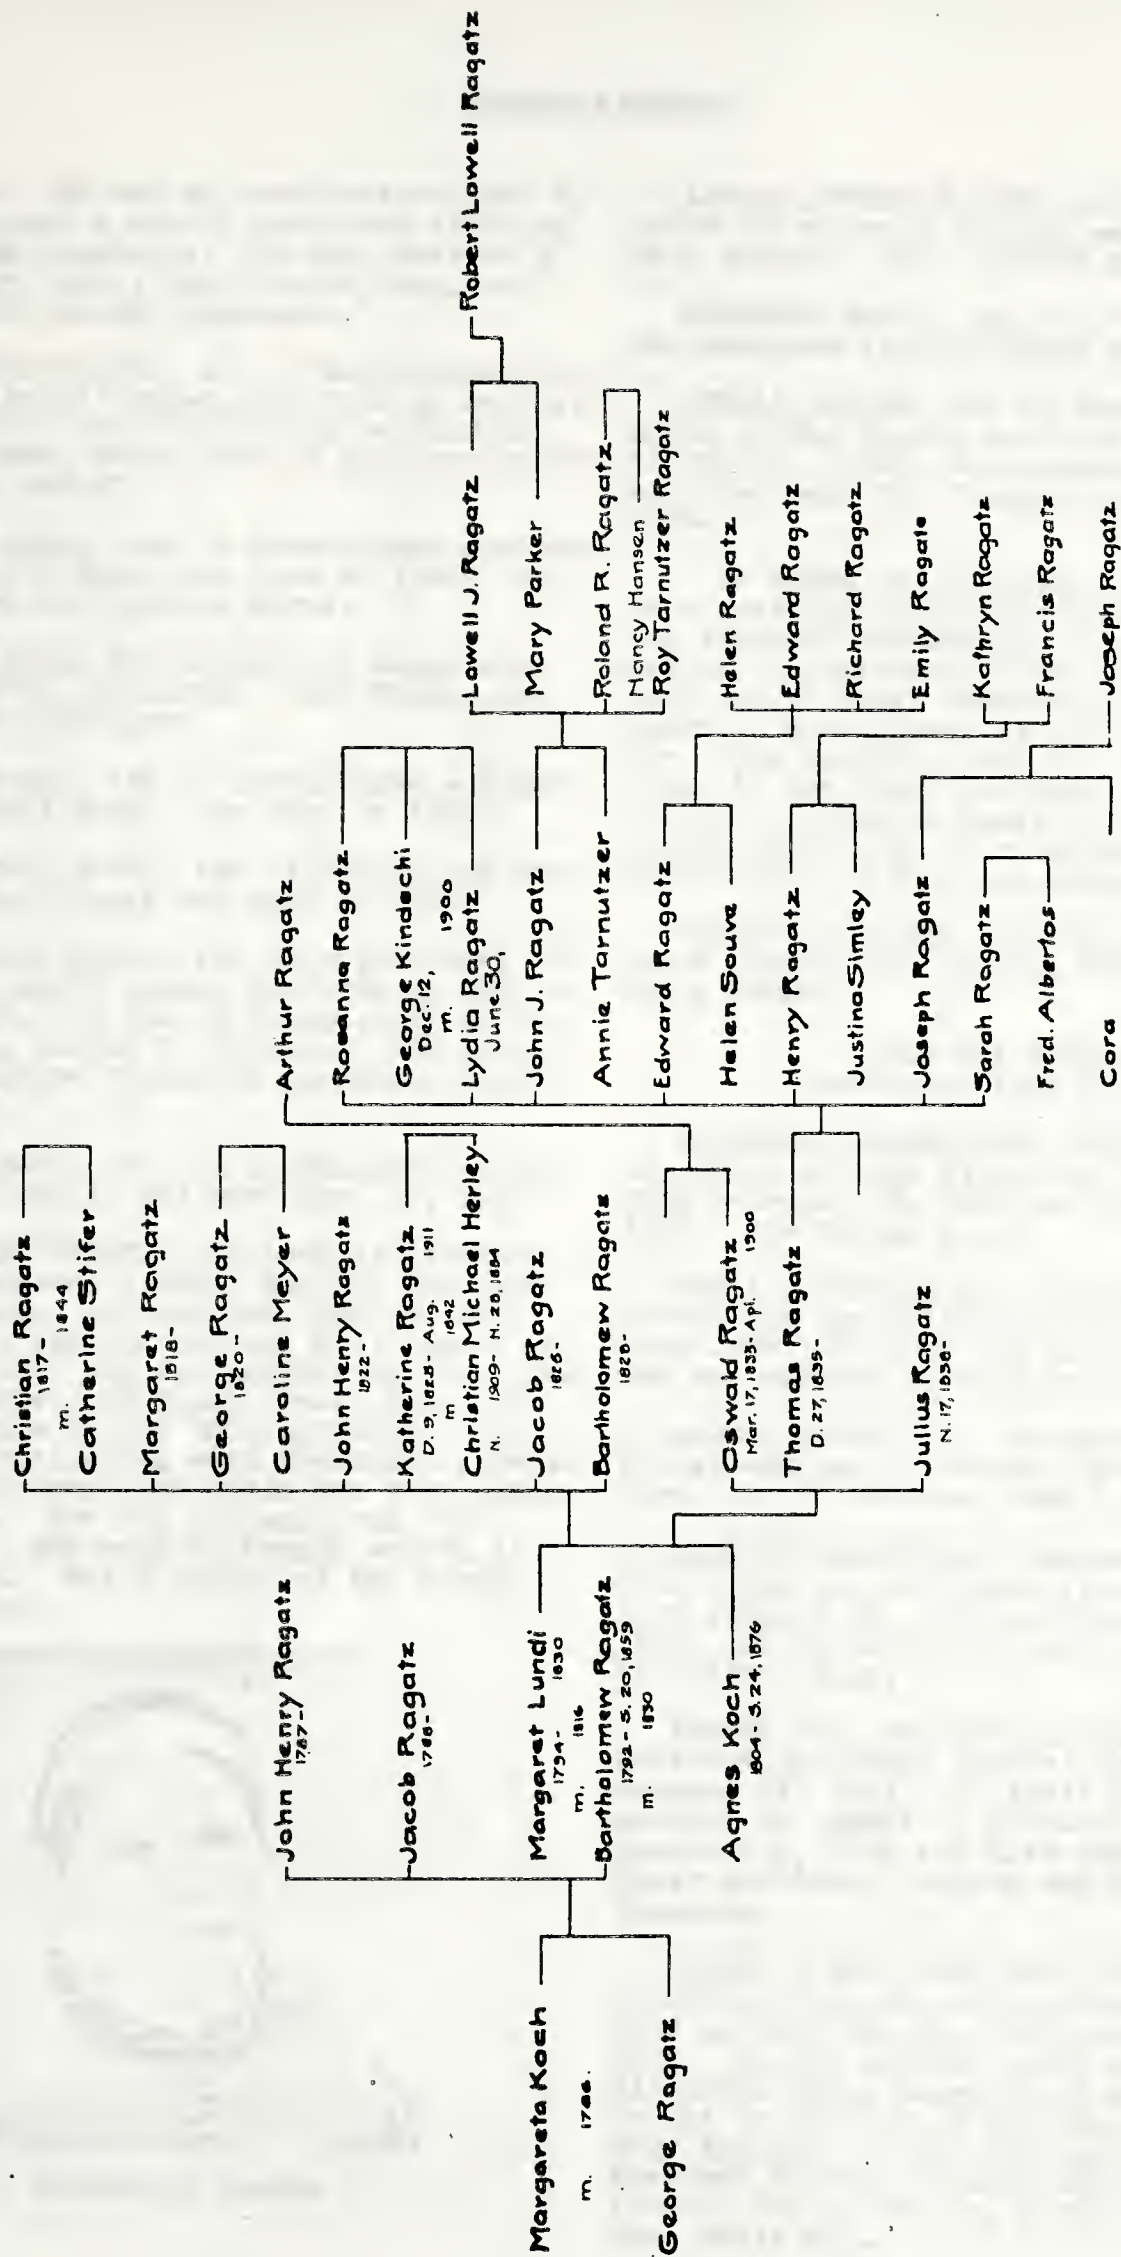 Margareta Koch
m. 1786.
George Ragatz
John Henry Ragatz
1787-
Jacob Ragatz
1788-
Margaret Lundi
1794- 1830
m. 1816
Bartholomew Ragatz
1792 - S. 20, 1859
m. 1830
Agnes Koch
1804 - S. 24, 1876
Christian Ragatz
1817-
m. 1844
Catherine Stifer
Margaret Ragatz
1818-
George Ragatz
1820-
Caroline Meyer
John Henry Ragatz
1822-
Katherine Ragatz
D. 9, 1823 - Aug. 1911
m 1842
Christian Michael Herley
N. 1909 - N. 20, 1884
Jacob Ragatz
1826-
Bartholomew Ragatz
1828-
Oswald Ragatz
Mar. 17, 1833 - Apl. 1900
Thomas Ragatz
D. 27, 1835-
Julius Ragatz
N. 17, 1838-
Arthur Ragatz
Rosanna Ragatz
George Kindschi
Dec. 12,
m. 1900
Lydia Ragatz
June 30,
John J. Ragatz
Annie Tarnutzer
Edward Ragatz
Helen Souve
Henry Ragatz
Justina Simley
Joseph Ragatz
Sarah Ragatz
Fred. Albertos
Cora
Lowell J. Ragatz
Mary Parker
Roland R. Ragatz
Nancy Hansen
Roy Tarnutzer Ragatz
Helen Ragatz
Edward Ragatz
Richard Ragatz
Emily Ragate
Kathryn Ragatz
Francis Ragatz
Joseph Ragatz
Robert Lowell Ragatz